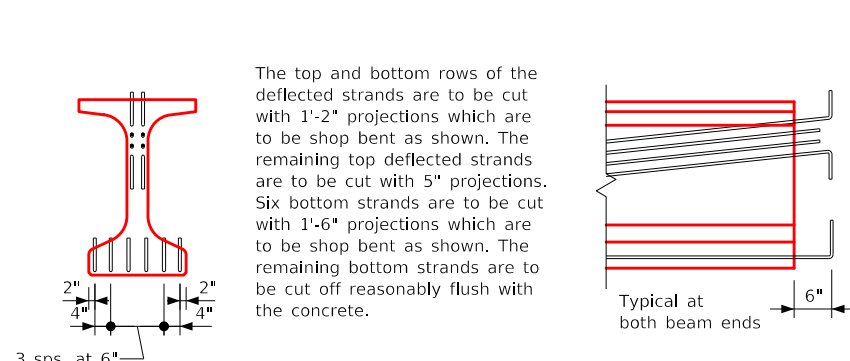 The top and bottom rows of the
deflected strands are to be cut
with 1'-2" projections which are
to be shop bent as shown. The
remaining top deflected strands
are to be cut with 5" projections.
Six bottom strands are to be cut
with 1'-6" projections which are
to be shop bent as shown. The
remaining bottom strands are to
be cut off reasonably flush with
the concrete.
2" 2"
4" 4"
3 sps. at 6"
Typical at
both beam ends
6"